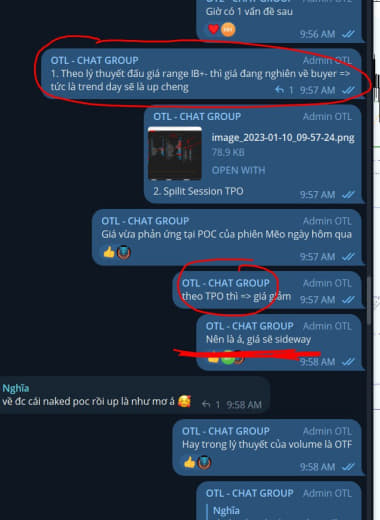 Giờ có 1 vấn đề sau
9:56 AM
OTL - CHAT GROUP Admin OTL
1. Theo lý thuyết đấu giá range IB+- thì giá đang nghiên về buyer =>
tức là trend day sẽ là up cheng
1 9:57 AM
OTL - CHAT GROUP Admin OTL
image_2023-01-10_09-57-24.png
78.9 KB
OPEN WITH
2. Spilit Session TPO
9:57 AM
OTL - CHAT GROUP Admin OTL
Giá vừa phản ứng tại POC của phiên Mẽo ngày hôm qua
9:57 AM
OTL - CHAT GROUP Admin OTL
theo TPO thì => giá giảm 9:57 AM
OTL - CHAT GROUP Admin OTL
Nên là á, giá sẽ sideway
9:58 AM
Nghĩa
về đc cái naked poc rồi up là như mơ á 🥰 1 9:58 AM
OTL - CHAT GROUP Admin OTL
Hay trong lý thuyết của volume là OTF
9:58 AM
OTL - CHAT GROUP Admin OTL
Nghĩa